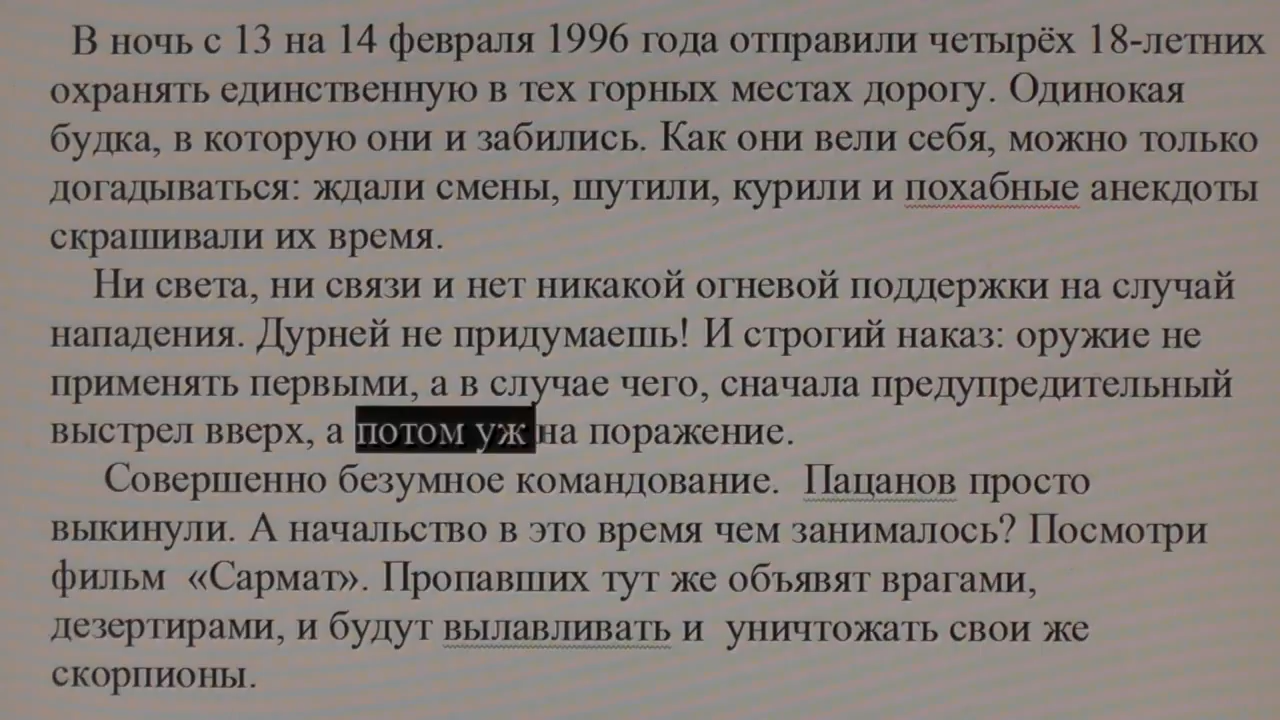 В ночь с 13 на 14 февраля 1996 года отправили четырёх 18-летних
охранять единственную в тех горных местах дорогу. Одинокая
будка, в которую они и забились. Как они вели себя, можно только
догадываться: ждали смены, шутили, курили и похабные анекдоты
скрашивали их время.
Ни света, ни связи и нет никакой огневой поддержки на случай
нападения. Дурней не придумаешь! И строгий наказ: оружие не
применять первыми, а в случае чего, сначала предупредительный
выстрел вверх, а потом уж на поражение.
Совершенно безумное командование. Пацанов просто
выкинули. А начальство в это время чем занималось? Посмотри
фильм «Сармат». Пропавших тут же объявят врагами,
дезертирами, и будут вылавливать и уничтожать свои же
скорпионы.